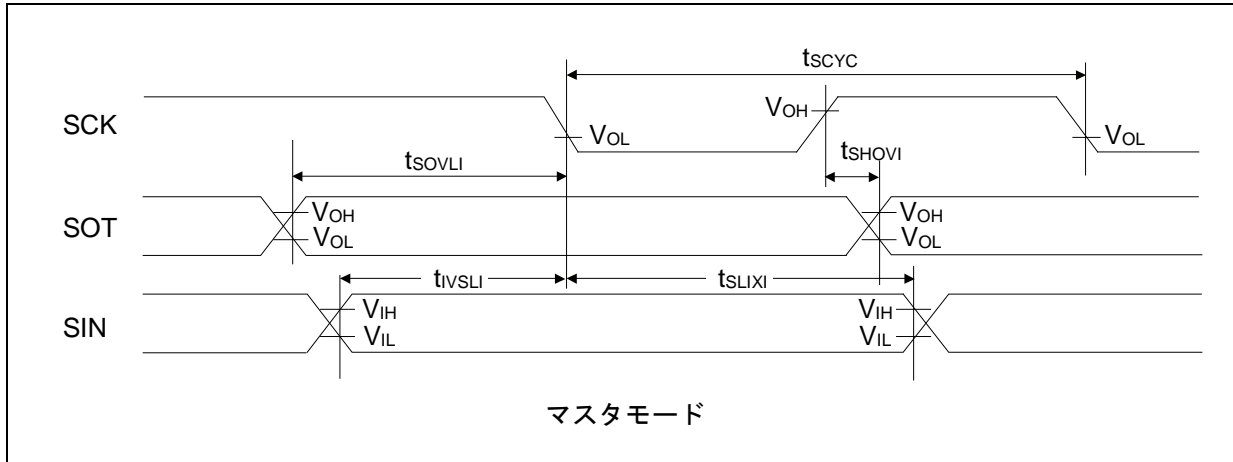 tSCYC
SCK
VOH
VOL
VOL
tSHOVI
tSOVLI
SOT
VOH
VOL
VOH
VOL
tIVSLI
tSLIXI
SIN
VIH
VIL
VIH
VIL
マスタモード